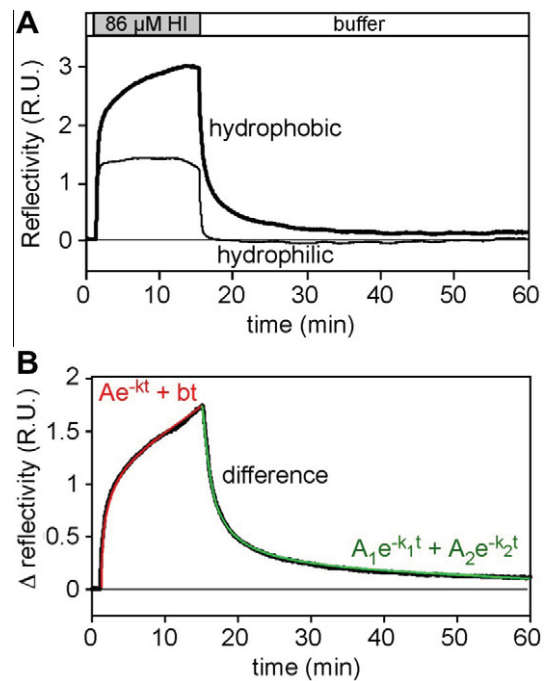 A
86 µM HI
buffer
3
2
1
0
Reflectivity (R.U.)
hydrophobic
hydrophilic
0 10 20 30 40 50 60
time (min)
B
2
1.5
1
0.5
0
Δ reflectivity (R.U.)
Ae^-kt + bt
difference
A₁e^-k₁t + A₂e^-k₂t
0 10 20 30 40 50 60
time (min)